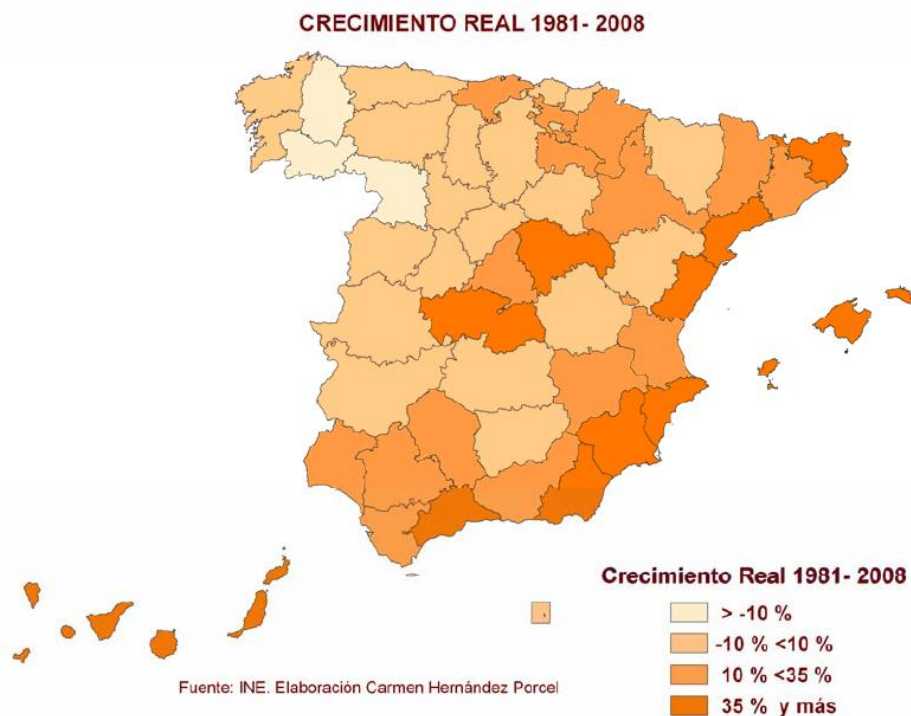 CRECIMIENTO REAL 1981- 2008
Crecimiento Real 1981- 2008
> -10 %
-10 % <10 %
10 % <35 %
35 % y más
Fuente: INE. Elaboración Carmen Hernández Porcel